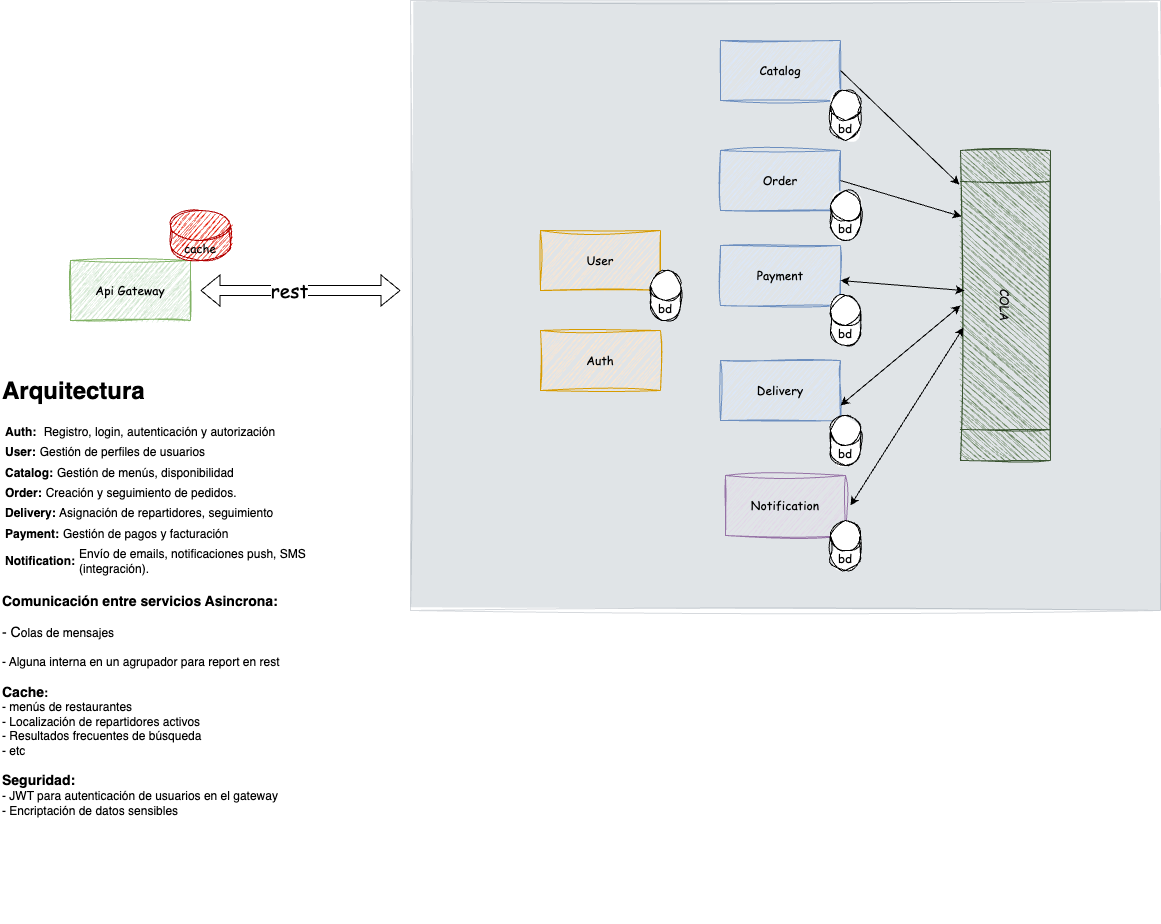 Catalog
bd
Order
bd
cache
Api Gateway
rest
User
bd
Auth
Payment
bd
Delivery
bd
Notification
bd
COLA
Arquitectura
Auth: Registro, login, autenticación y autorización
User: Gestión de perfiles de usuarios
Catalog: Gestión de menús, disponibilidad
Order: Creación y seguimiento de pedidos.
Delivery: Asignación de repartidores, seguimiento
Payment: Gestión de pagos y facturación
Notification: Envío de emails, notificaciones push, SMS
(integración).
Comunicación entre servicios Asincrona:
- Colas de mensajes
- Alguna interna en un agrupador para report en rest
Cache:
- menús de restaurantes
- Localización de repartidores activos
- Resultados frecuentes de búsqueda
- etc
Seguridad:
- JWT para autenticación de usuarios en el gateway
- Encriptación de datos sensibles